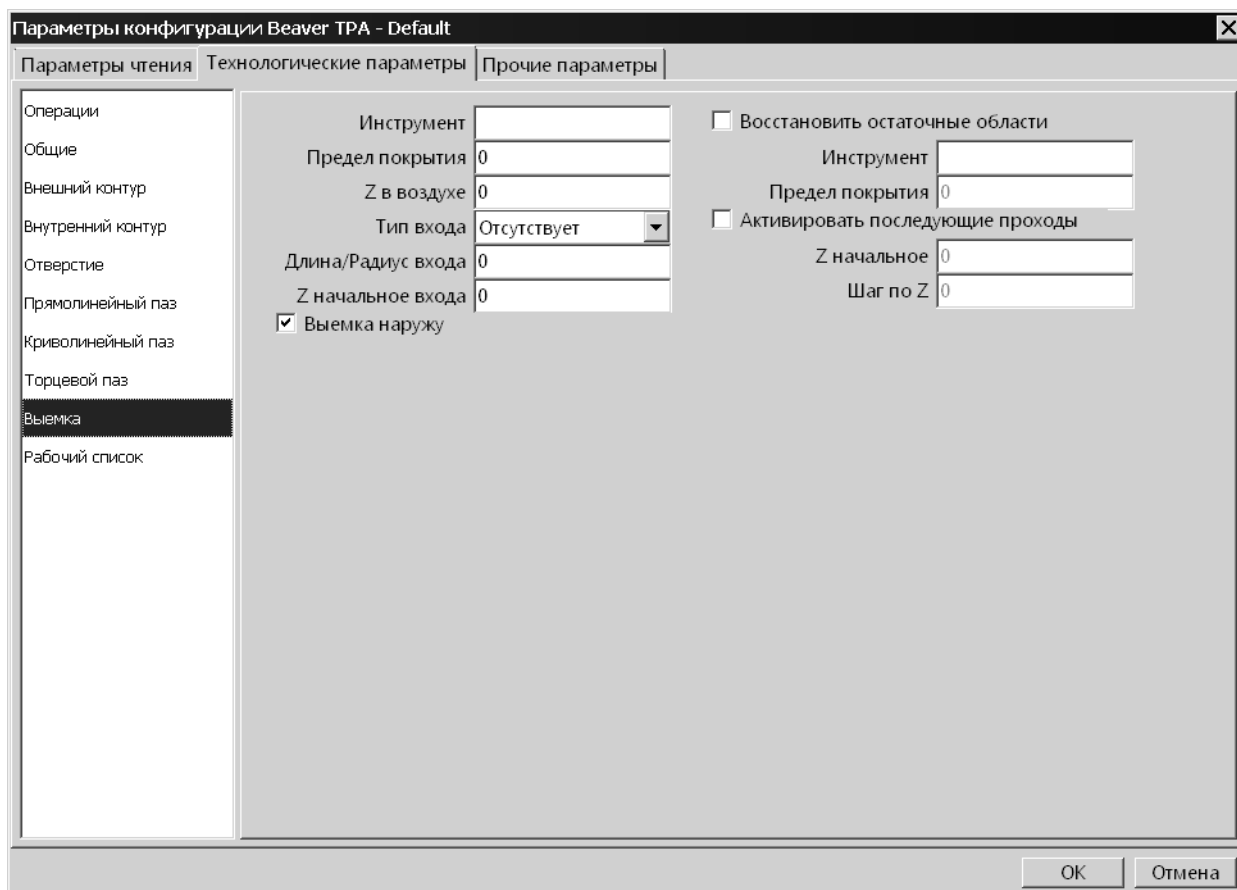 Параметры конфигурации Beaver TPA - Default
Параметры чтения Технологические параметры Прочие параметры
Операции
Общие
Внешний контур
Внутренний контур
Отверстие
Прямолинейный паз
Криволинейный паз
Торцевой паз
Выемка
Рабочий список
Инструмент
Предел покрытия 0
Z в воздухе 0
Тип входа Отсутствует
Длина/Радиус входа 0
Z начальное входа 0
Выемка наружу
Восстановить остаточные области
Инструмент
Предел покрытия 0
Активировать последующие проходы
Z начальное 0
Шаг по Z 0
OK Отмена